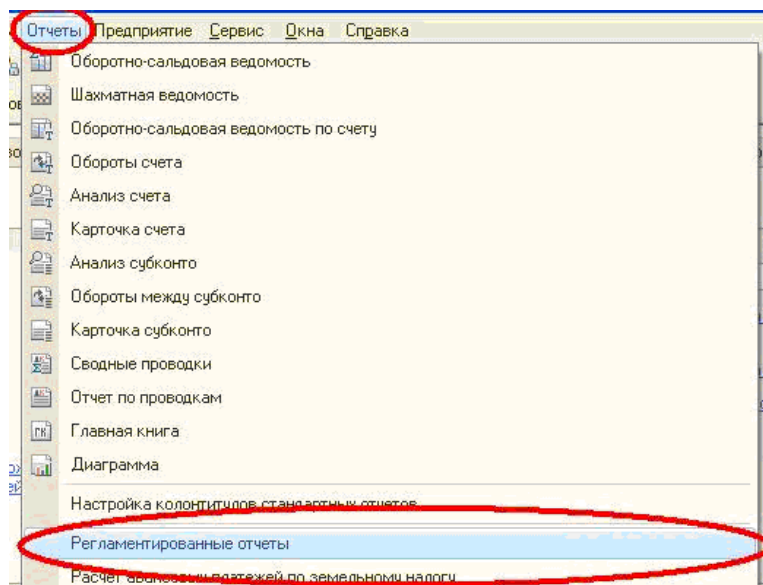 Отчеты Предприятие Сервис Окна Справка
Оборотно-сальдовая ведомость
Шахматная ведомость
Оборотно-сальдовая ведомость по счету
Обороты счета
Анализ счета
Карточка счета
Анализ субконто
Обороты между субконто
Карточка субконто
Сводные проводки
Отчет по проводкам
Главная книга
Диаграмма
Настройка колонтитулов стандартных отчетов
Регламентированные отчеты
Расчет авансовых платежей по земельному налогу